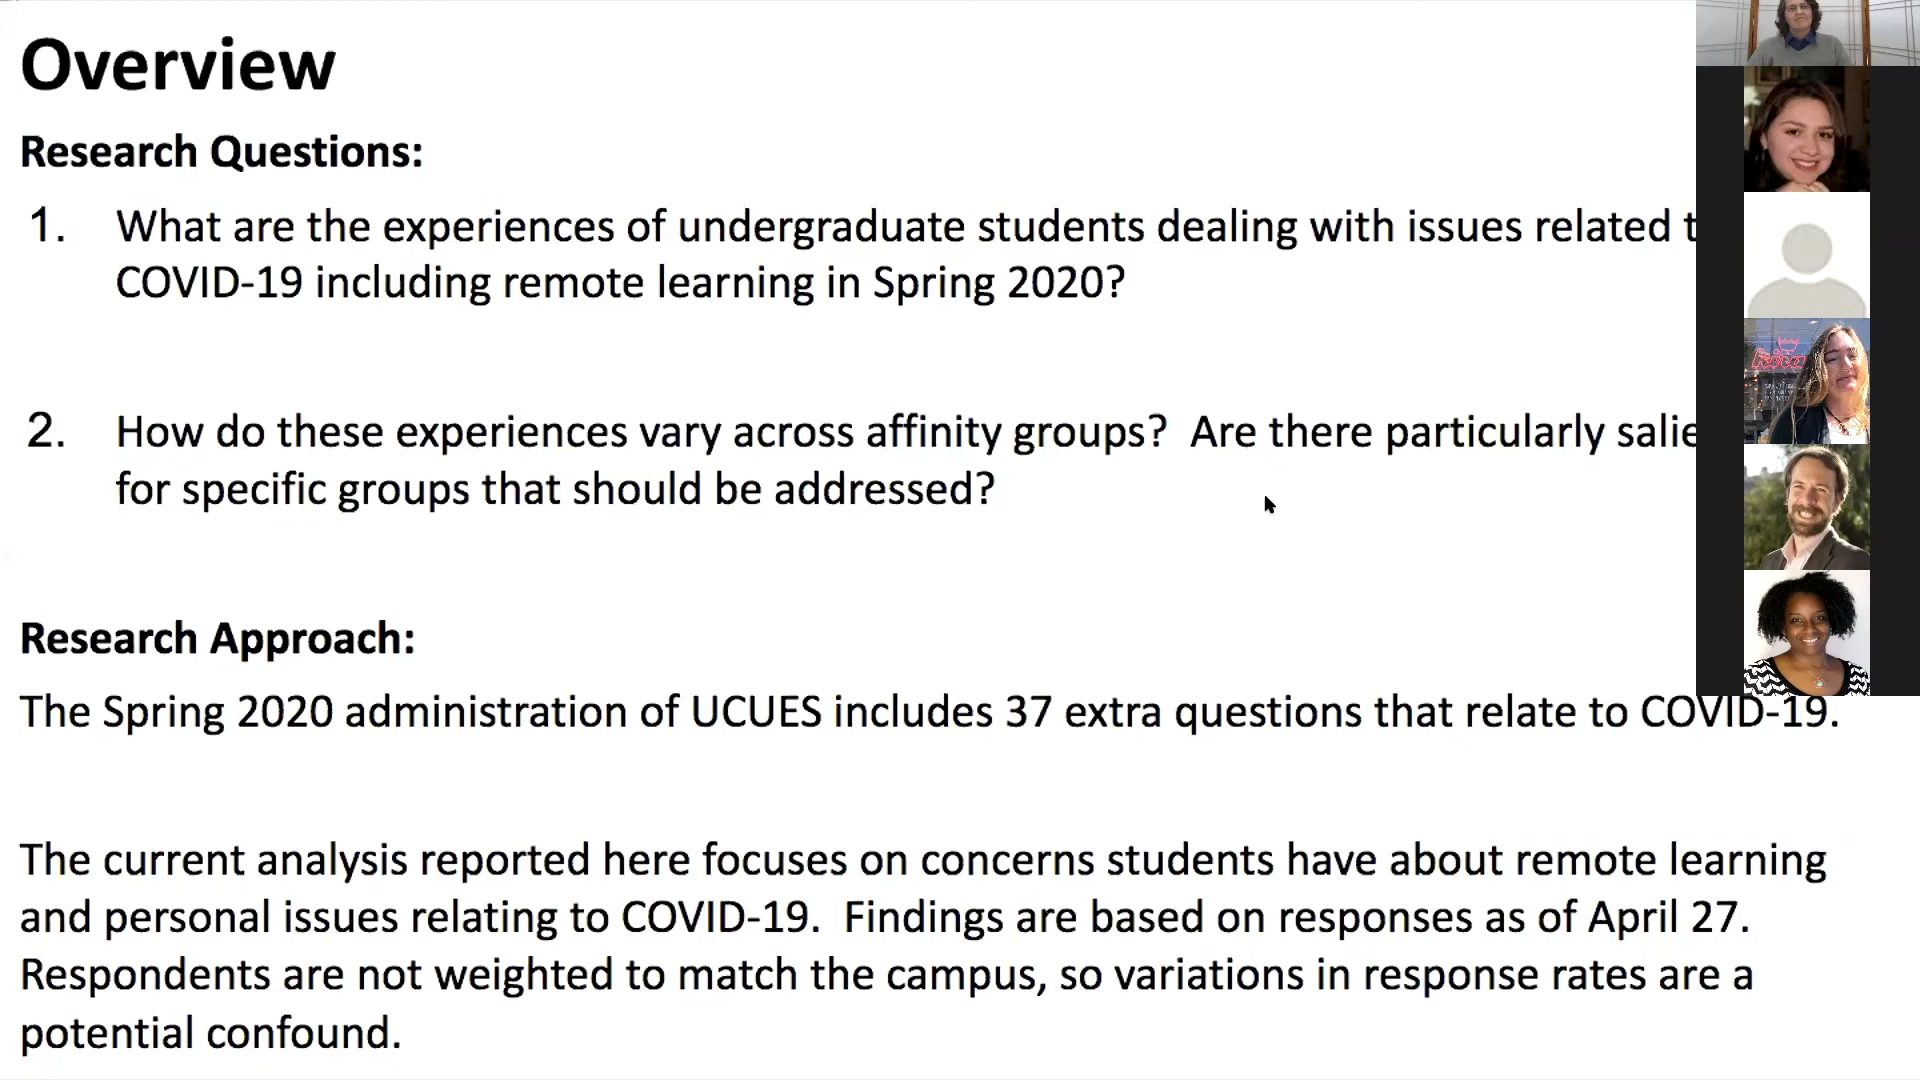 Overview
Research Questions:
1. What are the experiences of undergraduate students dealing with issues related
COVID-19 including remote learning in Spring 2020?
2. How do these experiences vary across affinity groups?  Are there particularly
for specific groups that should be addressed?
Research Approach:
The Spring 2020 administration of UCUES includes 37 extra questions that relate to COVID-19.
The current analysis reported here focuses on concerns students have about remote learning
and personal issues relating to COVID-19.  Findings are based on responses as of April 27.
Respondents are not weighted to match the campus, so variations in response rates are a
potential confound.